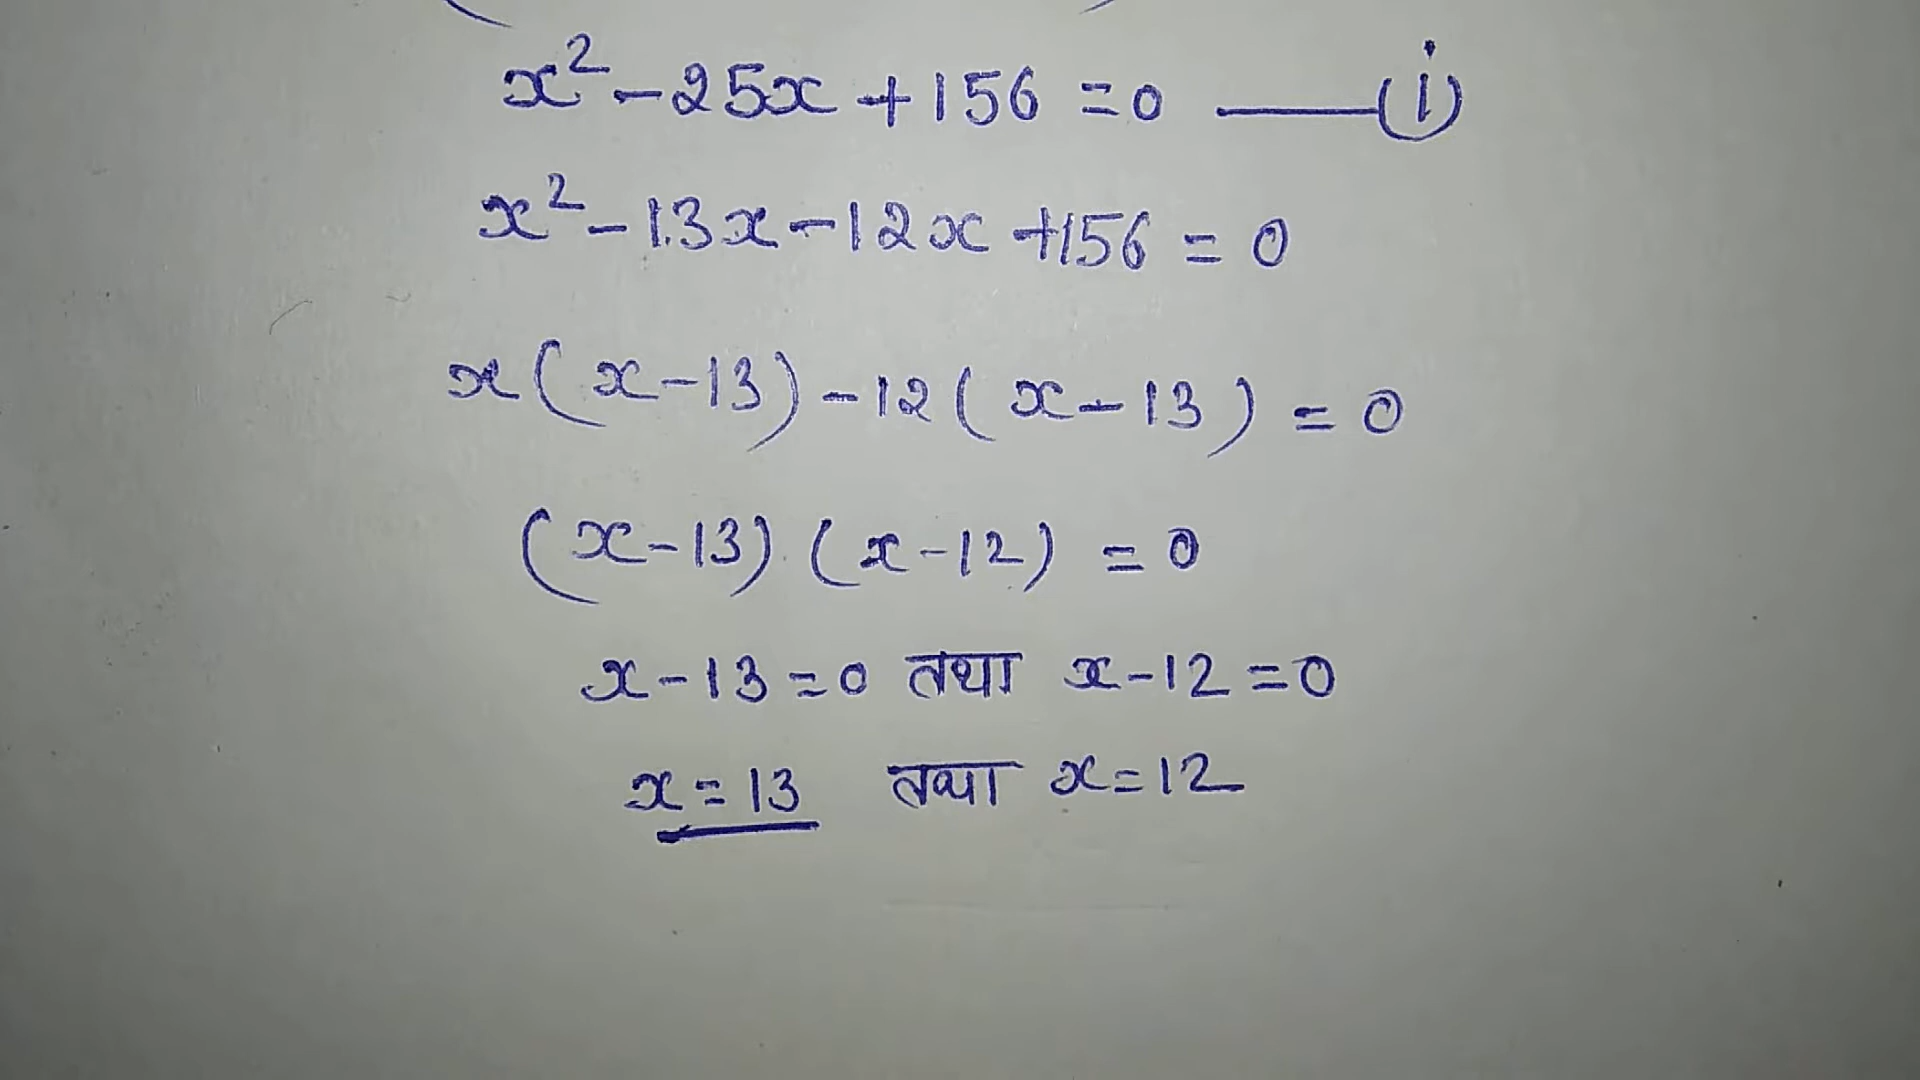 x² - 25x + 156 = 0 —— (i)
x² - 13x - 12x + 156 = 0
x(x - 13) - 12(x - 13) = 0
(x - 13) (x - 12) = 0
x - 13 = 0 तथा x - 12 = 0
x = 13 तथा x = 12